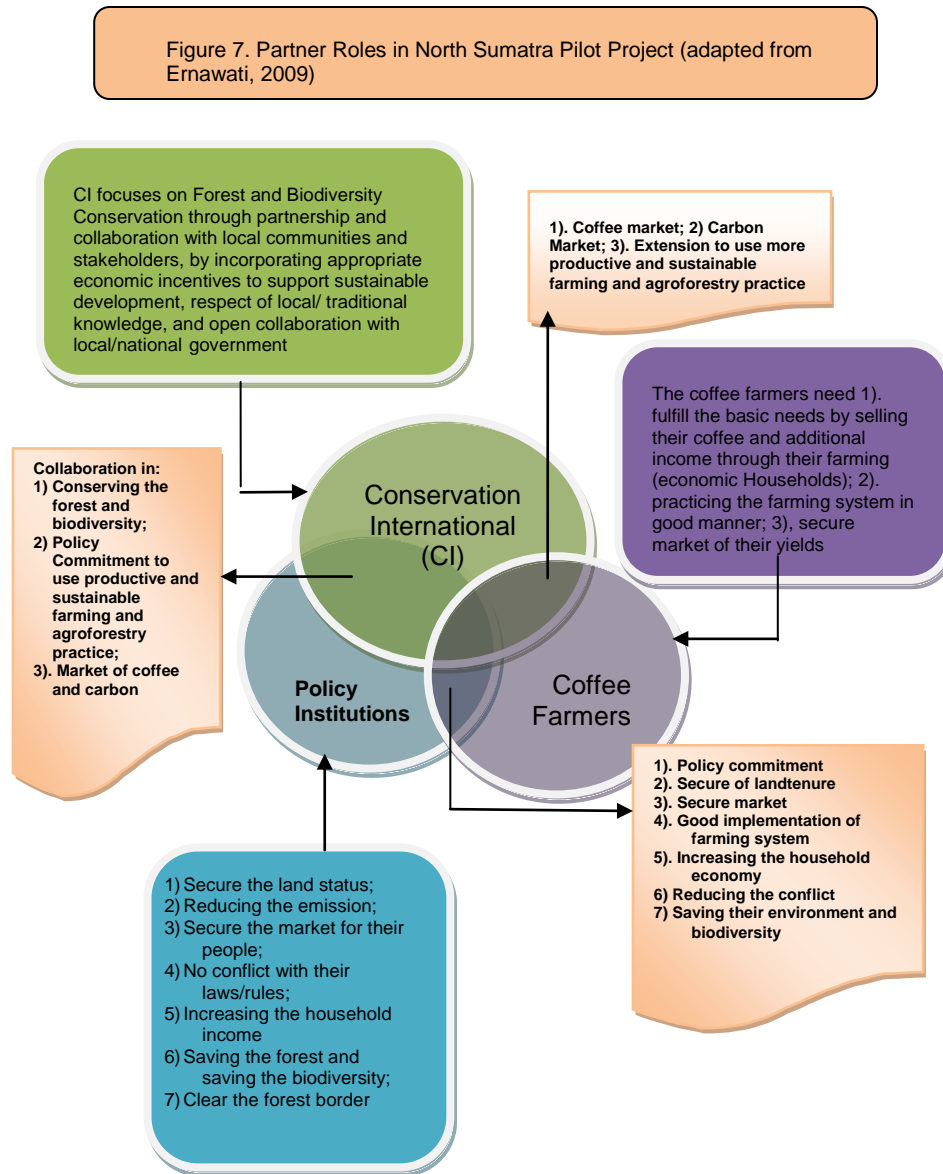 Figure 7. Partner Roles in North Sumatra Pilot Project (adapted from
Ernawati, 2009)
CI focuses on Forest and Biodiversity
Conservation through partnership and
collaboration with local communities and
stakeholders, by incorporating appropriate
economic incentives to support sustainable
development, respect of local/ traditional
knowledge, and open collaboration with
local/national government
1). Coffee market; 2) Carbon
Market; 3). Extension to use more
productive and sustainable
farming and agroforestry practice
The coffee farmers need 1).
fulfill the basic needs by selling
their coffee and additional
income through their farming
(economic Households); 2).
practicing the farming system in
good manner; 3), secure
market of their yields
Collaboration in:
1) Conserving the
forest and
biodiversity;
2) Policy
Commitment to
use productive and
sustainable
farming and
agroforestry
practice;
3). Market of coffee
and carbon
Conservation
International
(CI)
Policy
Institutions
Coffee
Farmers
1). Policy commitment
2). Secure of landtenure
3). Secure market
4). Good implementation of
farming system
5). Increasing the household
economy
6) Reducing the conflict
7) Saving their environment and
biodiversity
1) Secure the land status;
2) Reducing the emission;
3) Secure the market for their
people;
4) No conflict with their
laws/rules;
5) Increasing the household
income
6) Saving the forest and
saving the biodiversity;
7) Clear the forest border